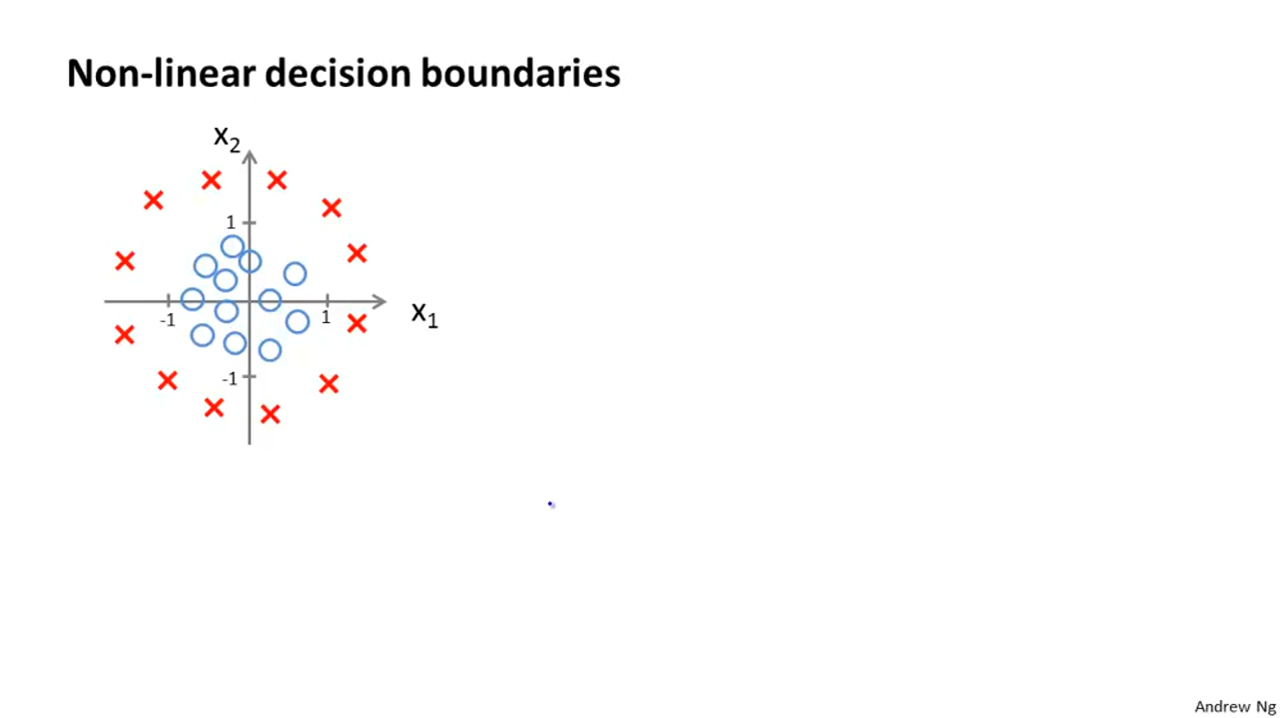 Non-linear decision boundaries
x₂
1
-1
1
x₁
-1
Andrew Ng